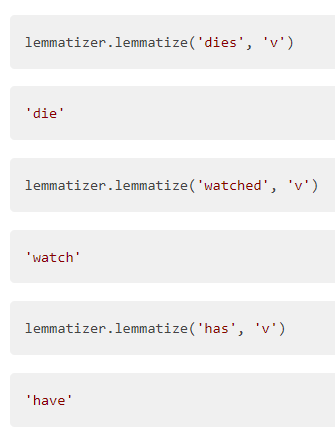 lemmatizer.lemmatize('dies', 'v')
'die'
lemmatizer.lemmatize('watched', 'v')
'watch'
lemmatizer.lemmatize('has', 'v')
'have'